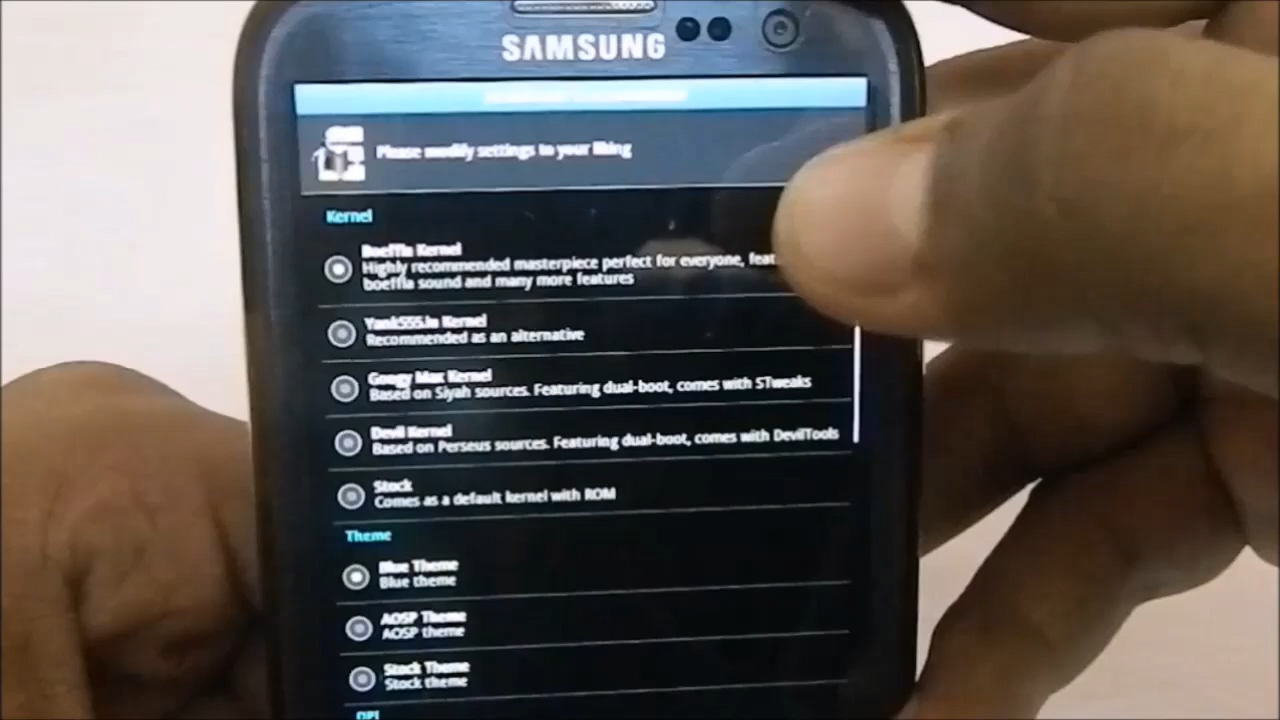 SAMSUNG
Please modify settings to your liking
Kernel
Boeffla Kernel
Highly recommended masterpiece perfect for everyone,
boeffla sound and many more features
Yank555.lu Kernel
Recommended as an alternative
Googy Max Kernel
Based on Siyah sources. Featuring dual-boot, comes with STweaks
Devil Kernel
Based on Perseus sources. Featuring dual-boot, comes with DevilTools
Stock
Comes as a default kernel with ROM
Theme
Blue Theme
Blue theme
AOSP Theme
AOSP theme
Stock Theme
Stock theme
DPI